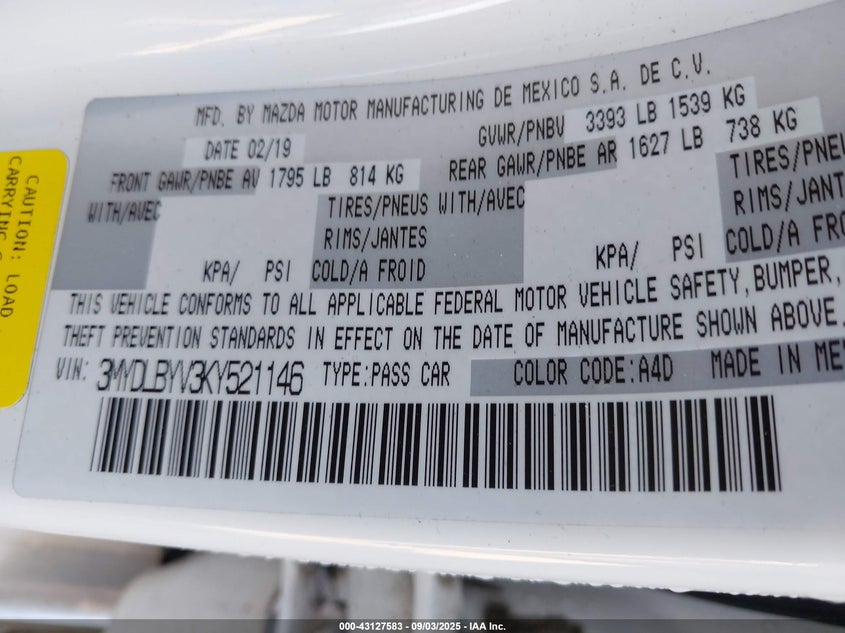 CAUTION: LOAD
CARRYING
MFD. BY MAZDA MOTOR MANUFACTURING DE MEXICO S.A. DE C.V.
DATE 02/19 GVWR/PNBV 3393 LB 1539 KG
FRONT GAWR/PNBE AV 1795 LB 814 KG REAR GAWR/PNBE AR 1627 LB 738 KG
WITH/AVEC TIRES/PNEUS WITH/AVEC TIRES/PNEU
RIMS/JANTES RIMS/JANTE
KPA/ PSI COLD/A FROID KPA/ PSI COLD/A FRO
THIS VEHICLE CONFORMS TO ALL APPLICABLE FEDERAL MOTOR VEHICLE SAFETY, BUMPER,
THEFT PREVENTION STANDARDS IN EFFECT ON THE DATE OF MANUFACTURE SHOWN ABOVE.
VIN: 3MYDLBYV3KY521146 TYPE:PASS CAR COLOR CODE:A4D MADE IN ME
000-43127583 - 09/03/2025 - IAA Inc.